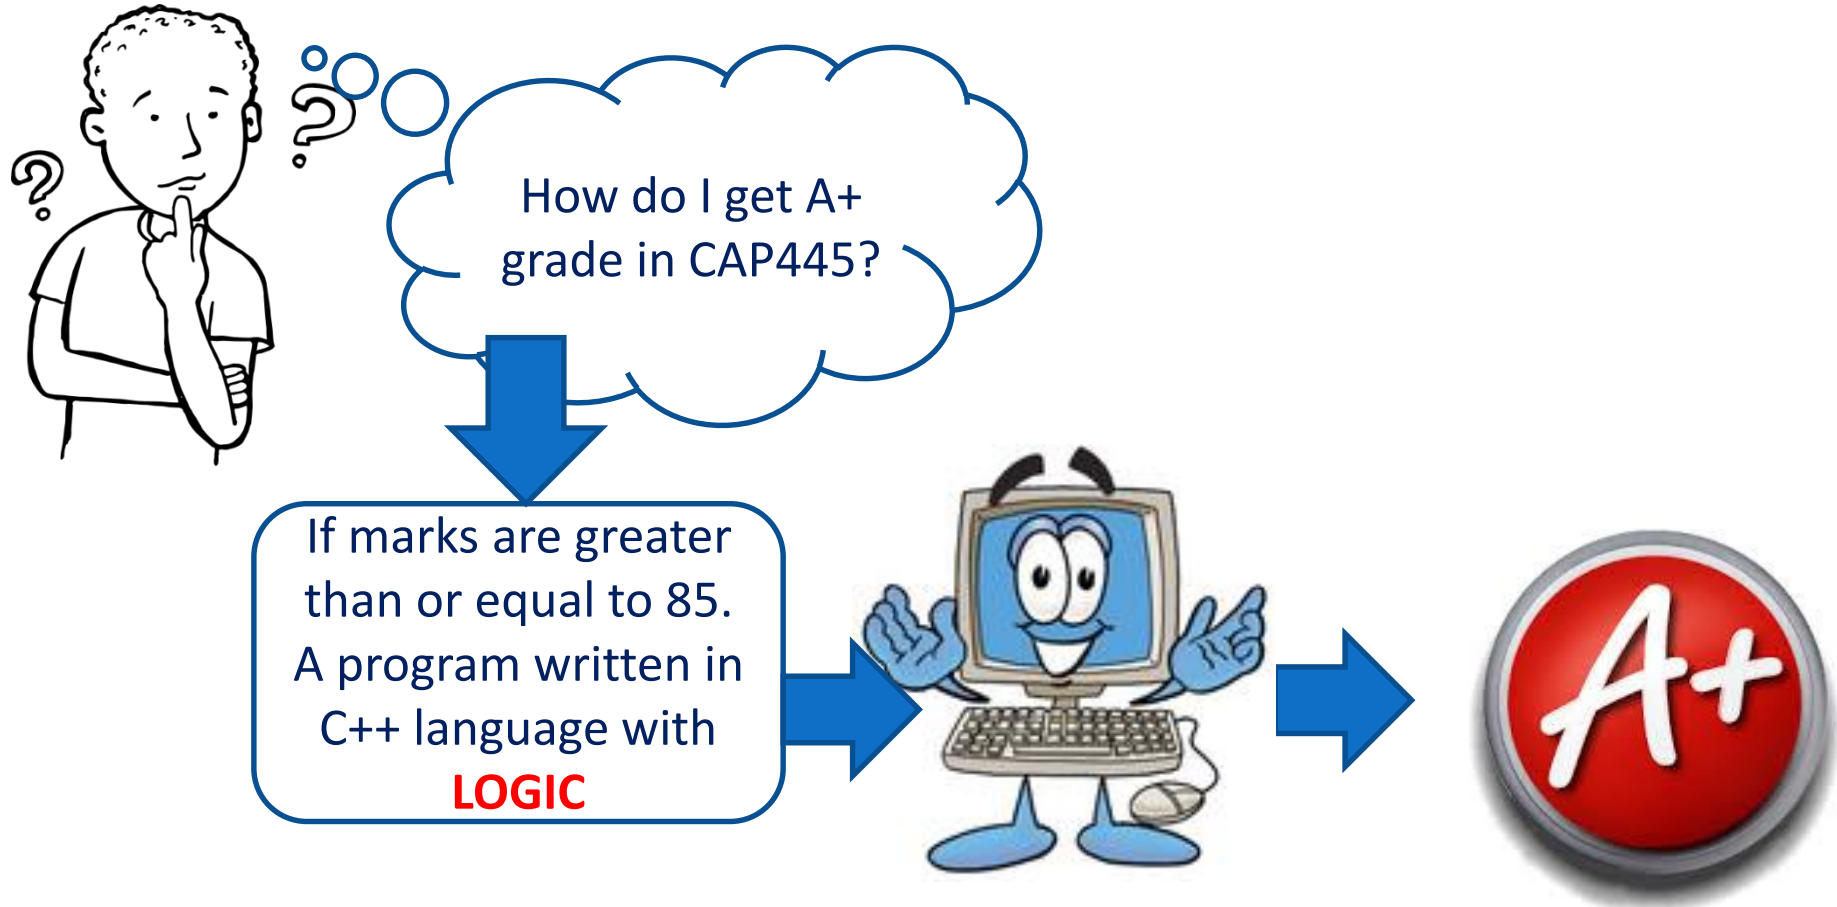 ?
?
How do I get A+
grade in CAP445?
If marks are greater
than or equal to 85.
A program written in
C++ language with
LOGIC
A+